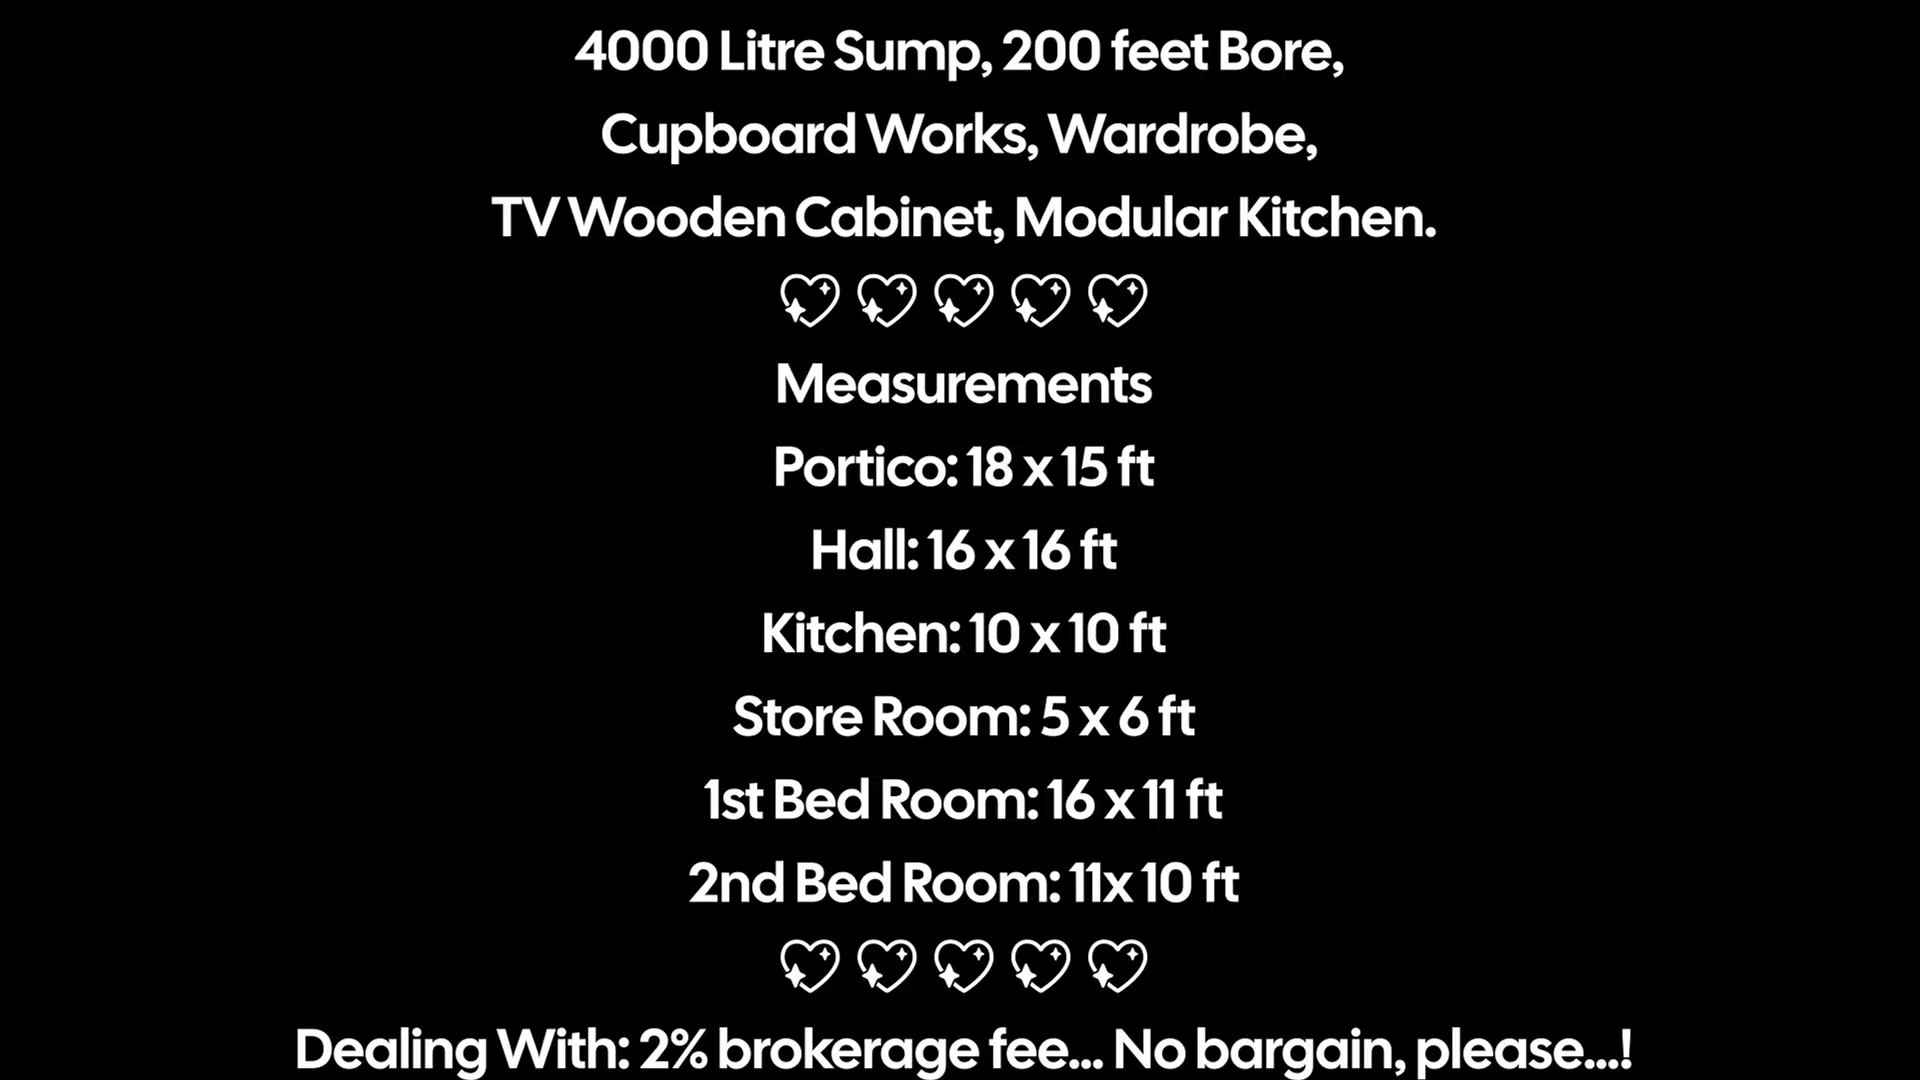 4000 Litre Sump, 200 feet Bore,
Cupboard Works, Wardrobe,
TV Wooden Cabinet, Modular Kitchen.
💖 💖 💖 💖 💖
Measurements
Portico: 18 x 15 ft
Hall: 16 x 16 ft
Kitchen: 10 x 10 ft
Store Room: 5 x 6 ft
1st Bed Room: 16 x 11 ft
2nd Bed Room: 11x 10 ft
💖 💖 💖 💖 💖
Dealing With: 2% brokerage fee... No bargain, please...!